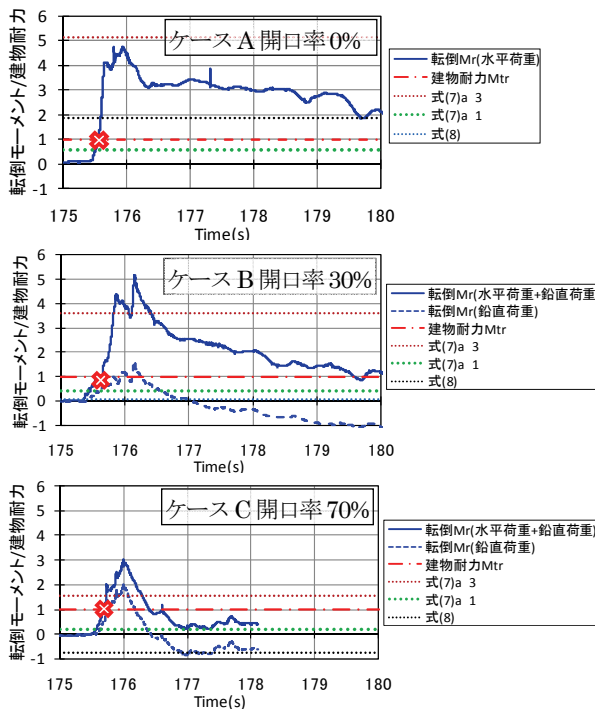 転倒モーメント/建物耐力
6
5
4
3
2
1
0
-1
ケース A 開口率 0%
175 176 177 178 179 180
Time(s)
転倒Mr(水平荷重)
建物耐力Mtr
式(7)a 3
式(7)a 1
式(8)
転倒モーメント/建物耐力
6
5
4
3
2
1
0
-1
ケース B 開口率 30%
175 176 177 178 179 180
Time(s)
転倒Mr(水平荷重+鉛直荷重
転倒Mr(鉛直荷重)
建物耐力Mtr
式(7)a 3
式(7)a 1
式(8)
転倒モーメント/建物耐力
6
5
4
3
2
1
0
-1
ケース C 開口率 70%
175 176 177 178 179 180
Time(s)
転倒Mr(水平荷重+鉛直荷重)
転倒Mr(鉛直荷重)
建物耐力Mtr
式(7)a 3
式(7)a 1
式(8)